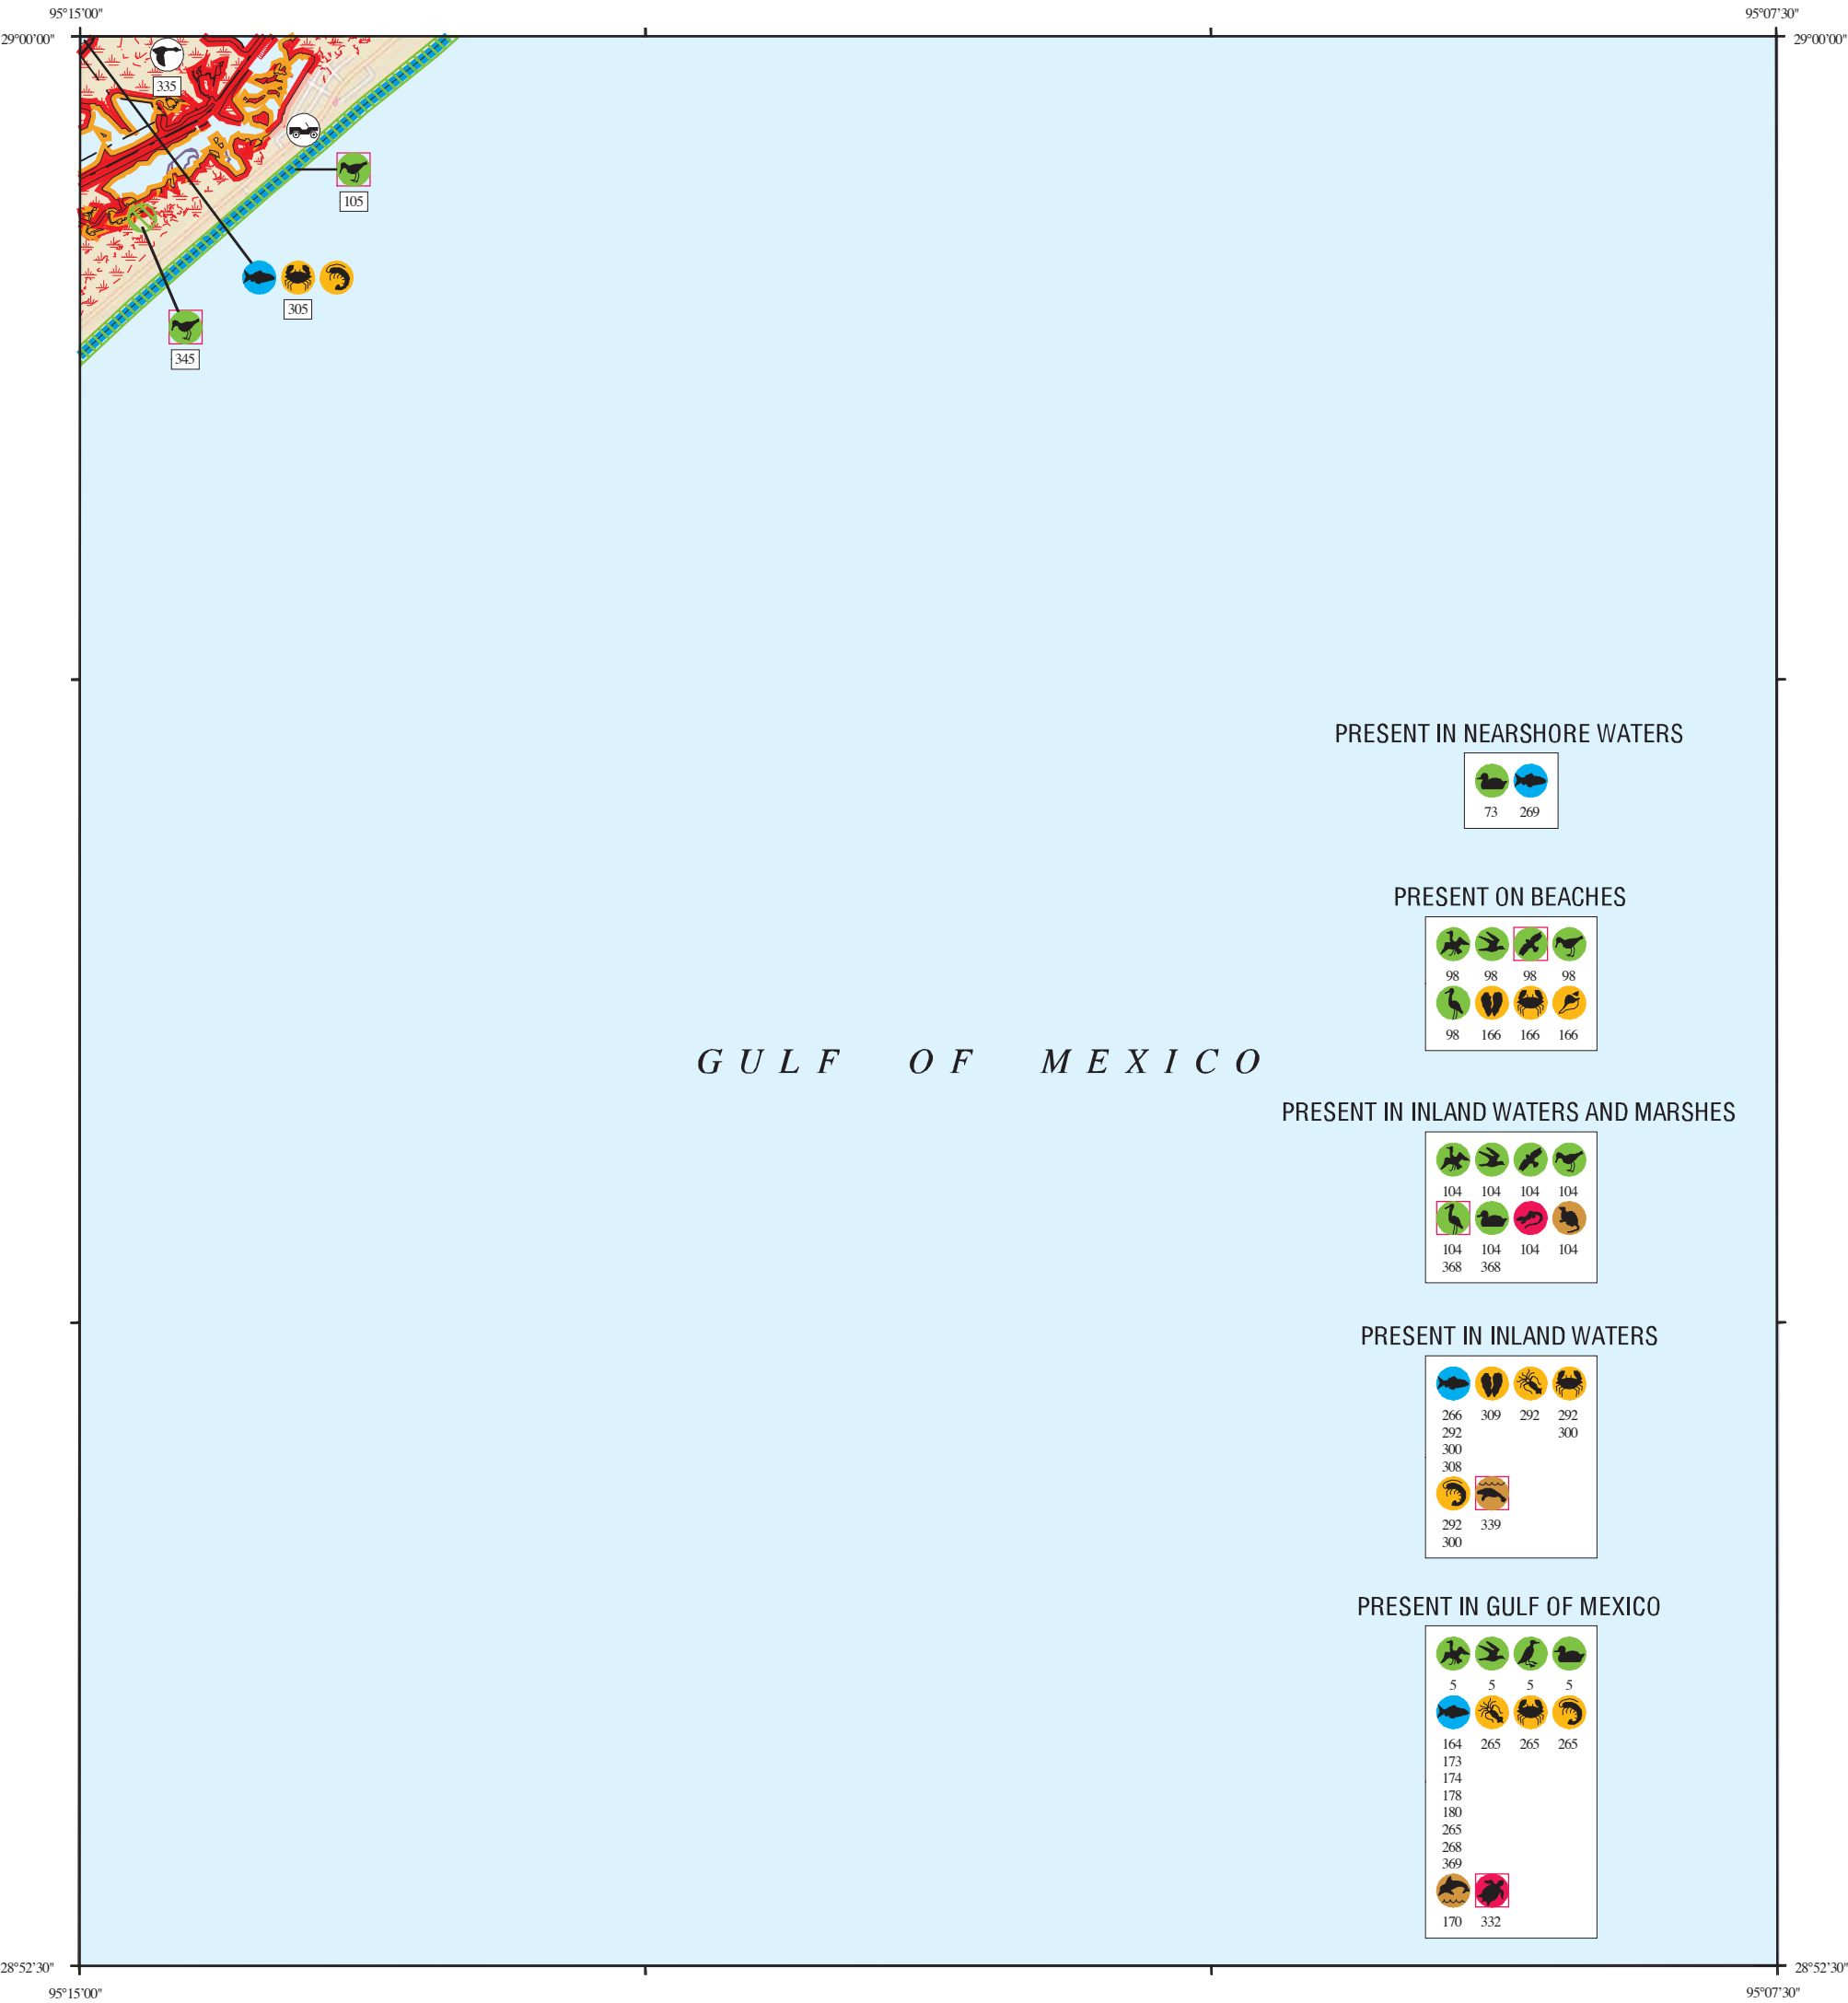 95°15'00"
95°07'30"
29°00'00"
29°00'00"
335
105
305
345
PRESENT IN NEARSHORE WATERS
73 269
PRESENT ON BEACHES
98 98 98 98
98 166 166 166
GULF OF MEXICO
PRESENT IN INLAND WATERS AND MARSHES
104 104 104 104
104 104 104 104
368 368
PRESENT IN INLAND WATERS
266 309 292 292
292 300
300
308
292 339
300
PRESENT IN GULF OF MEXICO
5 5 5 5
164 265 265 265
173
174
178
180
265
268
369
170 332
28°52'30"
28°52'30"
95°15'00"
95°07'30"